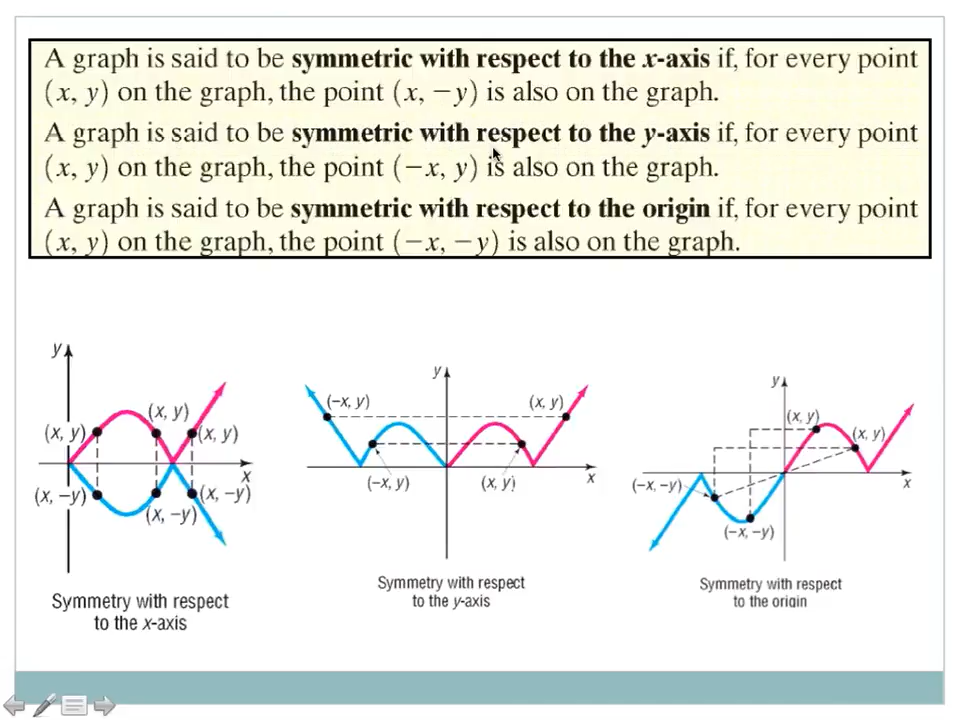 A graph is said to be symmetric with respect to the x-axis if, for every point
(x, y) on the graph, the point (x, −y) is also on the graph.
A graph is said to be symmetric with respect to the y-axis if, for every point
(x, y) on the graph, the point (−x, y) is also on the graph.
A graph is said to be symmetric with respect to the origin if, for every point
(x, y) on the graph, the point (−x, −y) is also on the graph.
y
(x, y)
(x, y)
(x, y)
x
(x, −y)
(x, −y)
(x, −y)
Symmetry with respect
to the x-axis
y
(−x, y)
(x, y)
(−x, y)
(x, y)
x
Symmetry with respect
to the y-axis
y
(x, y)
(x, y)
(−x, −y)
x
(−x, −y)
Symmetry with respect
to the origin